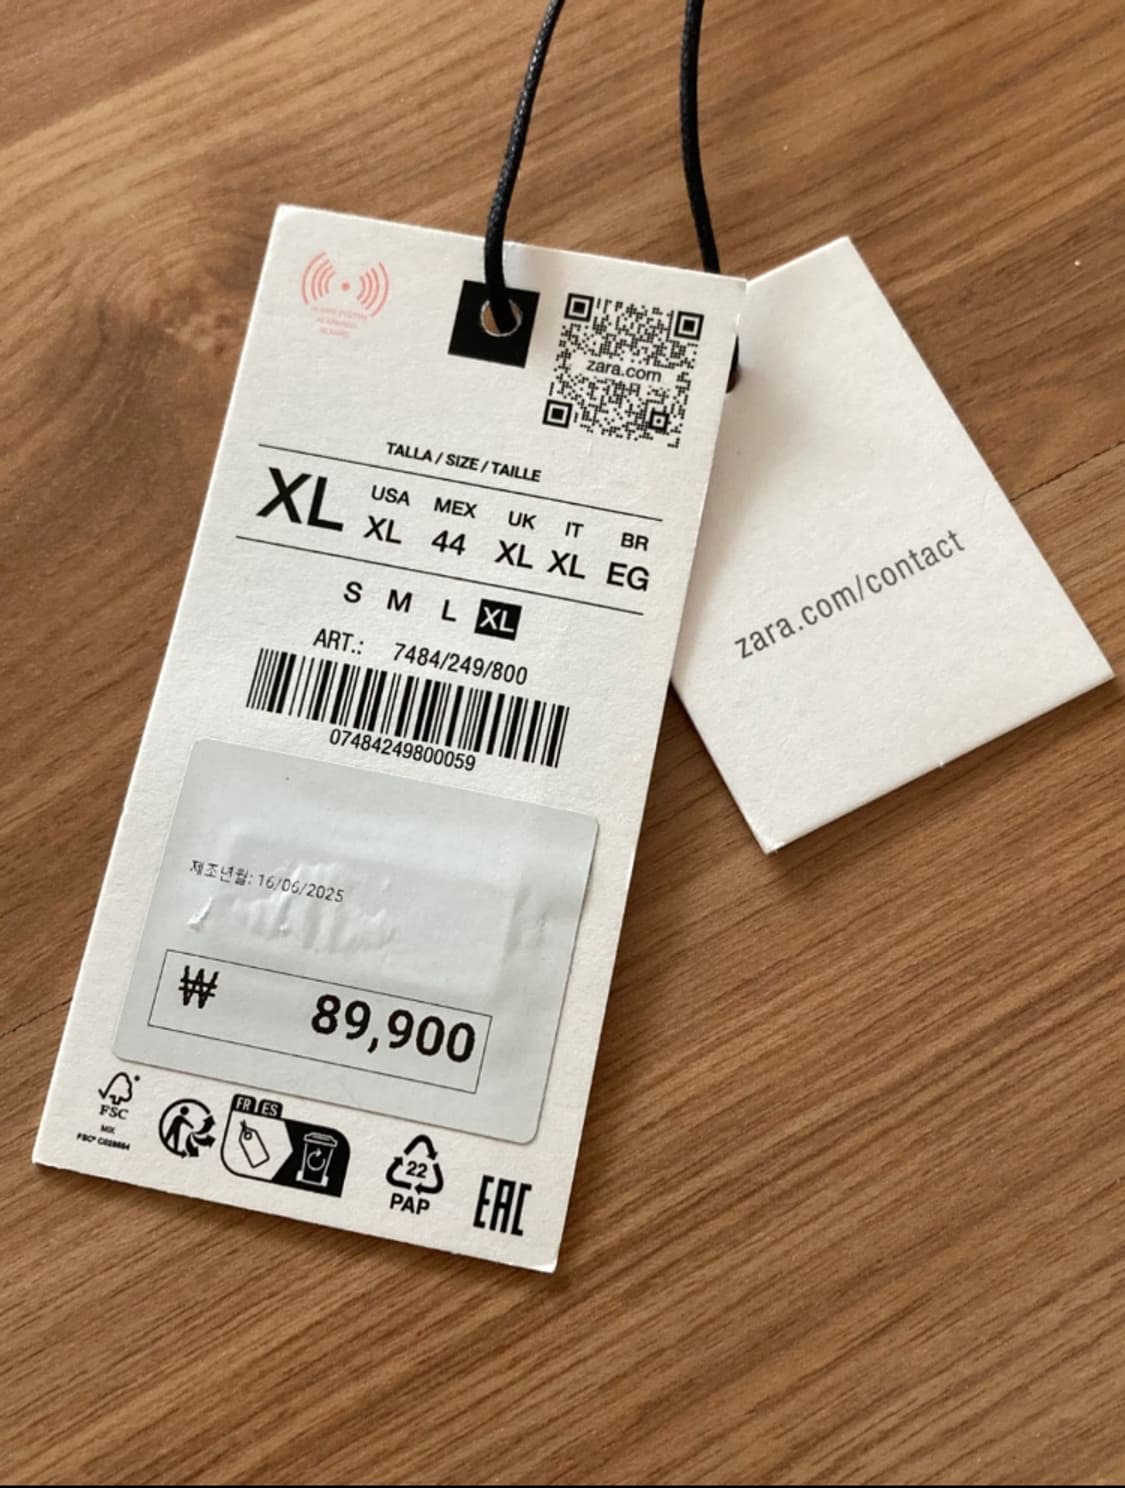 zara.com
TALLA / SIZE / TAILLE
XL
USA MEX UK IT BR
XL 44 XL XL EG
S M L XL
ART.: 7484/249/800
07484249800059
제조년월: 16/06/2025
₩ 89,900
FSC
MIX
FR ES
22
PAP
EAC
zara.com/contact